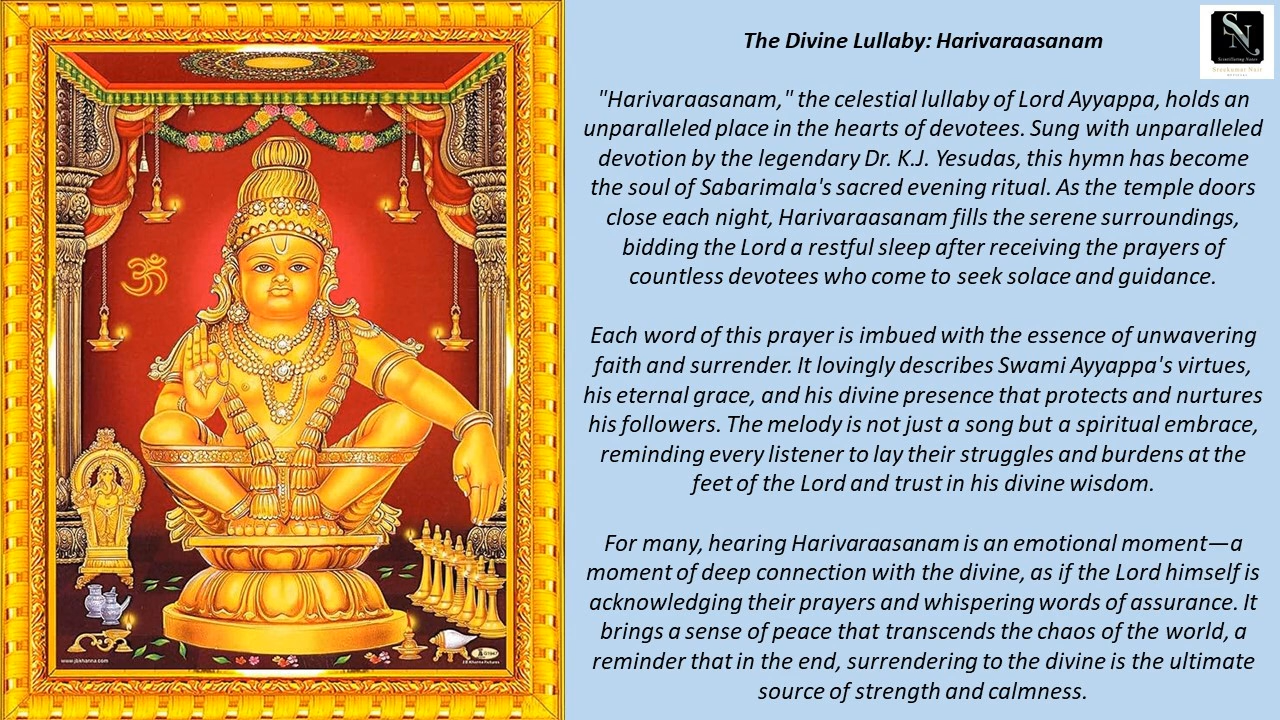 The Divine Lullaby: Harivaraasanam
"Harivaraasanam," the celestial lullaby of Lord Ayyappa, holds an
unparalleled place in the hearts of devotees. Sung with unparalleled
devotion by the legendary Dr. K.J. Yesudas, this hymn has become
the soul of Sabarimala's sacred evening ritual. As the temple doors
close each night, Harivaraasanam fills the serene surroundings,
bidding the Lord a restful sleep after receiving the prayers of
countless devotees who come to seek solace and guidance.
Each word of this prayer is imbued with the essence of unwavering
faith and surrender. It lovingly describes Swami Ayyappa's virtues,
his eternal grace, and his divine presence that protects and nurtures
his followers. The melody is not just a song but a spiritual embrace,
reminding every listener to lay their struggles and burdens at the
feet of the Lord and trust in his divine wisdom.
For many, hearing Harivaraasanam is an emotional moment—a
moment of deep connection with the divine, as if the Lord himself is
acknowledging their prayers and whispering words of assurance. It
brings a sense of peace that transcends the chaos of the world, a
reminder that in the end, surrendering to the divine is the ultimate
source of strength and calmness.
SN
ॐ